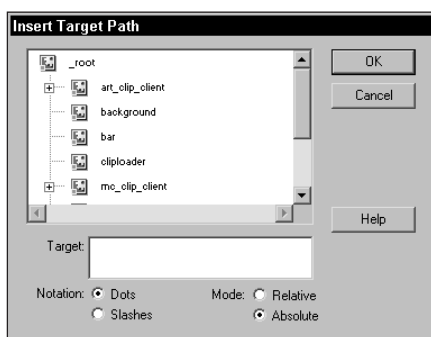 Insert Target Path
_root
art_clip_client
background
bar
cliploader
mc_clip_client
OK
Cancel
Help
Target:
Notation: Dots Mode: Relative
Slashes Absolute